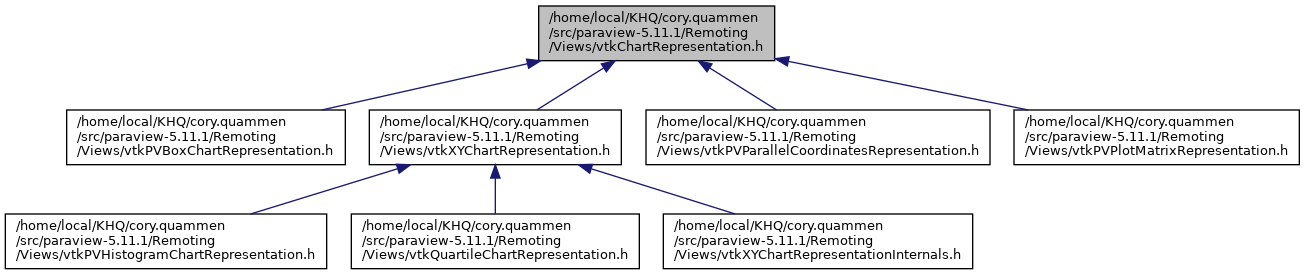 /home/local/KHQ/cory.quammen
/src/paraview-5.11.1/Remoting
/Views/vtkChartRepresentation.h
/home/local/KHQ/cory.quammen
/src/paraview-5.11.1/Remoting
/Views/vtkPVBoxChartRepresentation.h
/home/local/KHQ/cory.quammen
/src/paraview-5.11.1/Remoting
/Views/vtkXYChartRepresentation.h
/home/local/KHQ/cory.quammen
/src/paraview-5.11.1/Remoting
/Views/vtkPVParallelCoordinatesRepresentation.h
/home/local/KHQ/cory.quammen
/src/paraview-5.11.1/Remoting
/Views/vtkPVPlotMatrixRepresentation.h
/home/local/KHQ/cory.quammen
/src/paraview-5.11.1/Remoting
/Views/vtkPVHistogramChartRepresentation.h
/home/local/KHQ/cory.quammen
/src/paraview-5.11.1/Remoting
/Views/vtkQuartileChartRepresentation.h
/home/local/KHQ/cory.quammen
/src/paraview-5.11.1/Remoting
/Views/vtkXYChartRepresentationInternals.h